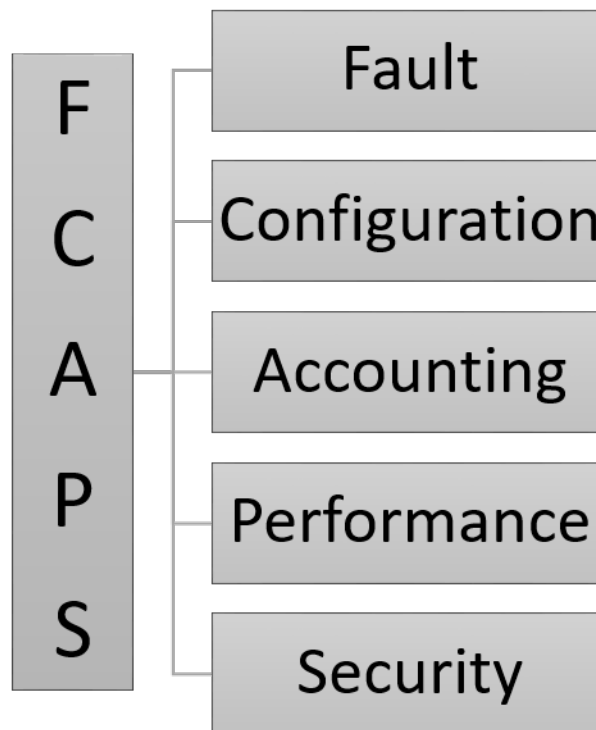 F
C
A
P
S
Fault
Configuration
Accounting
Performance
Security